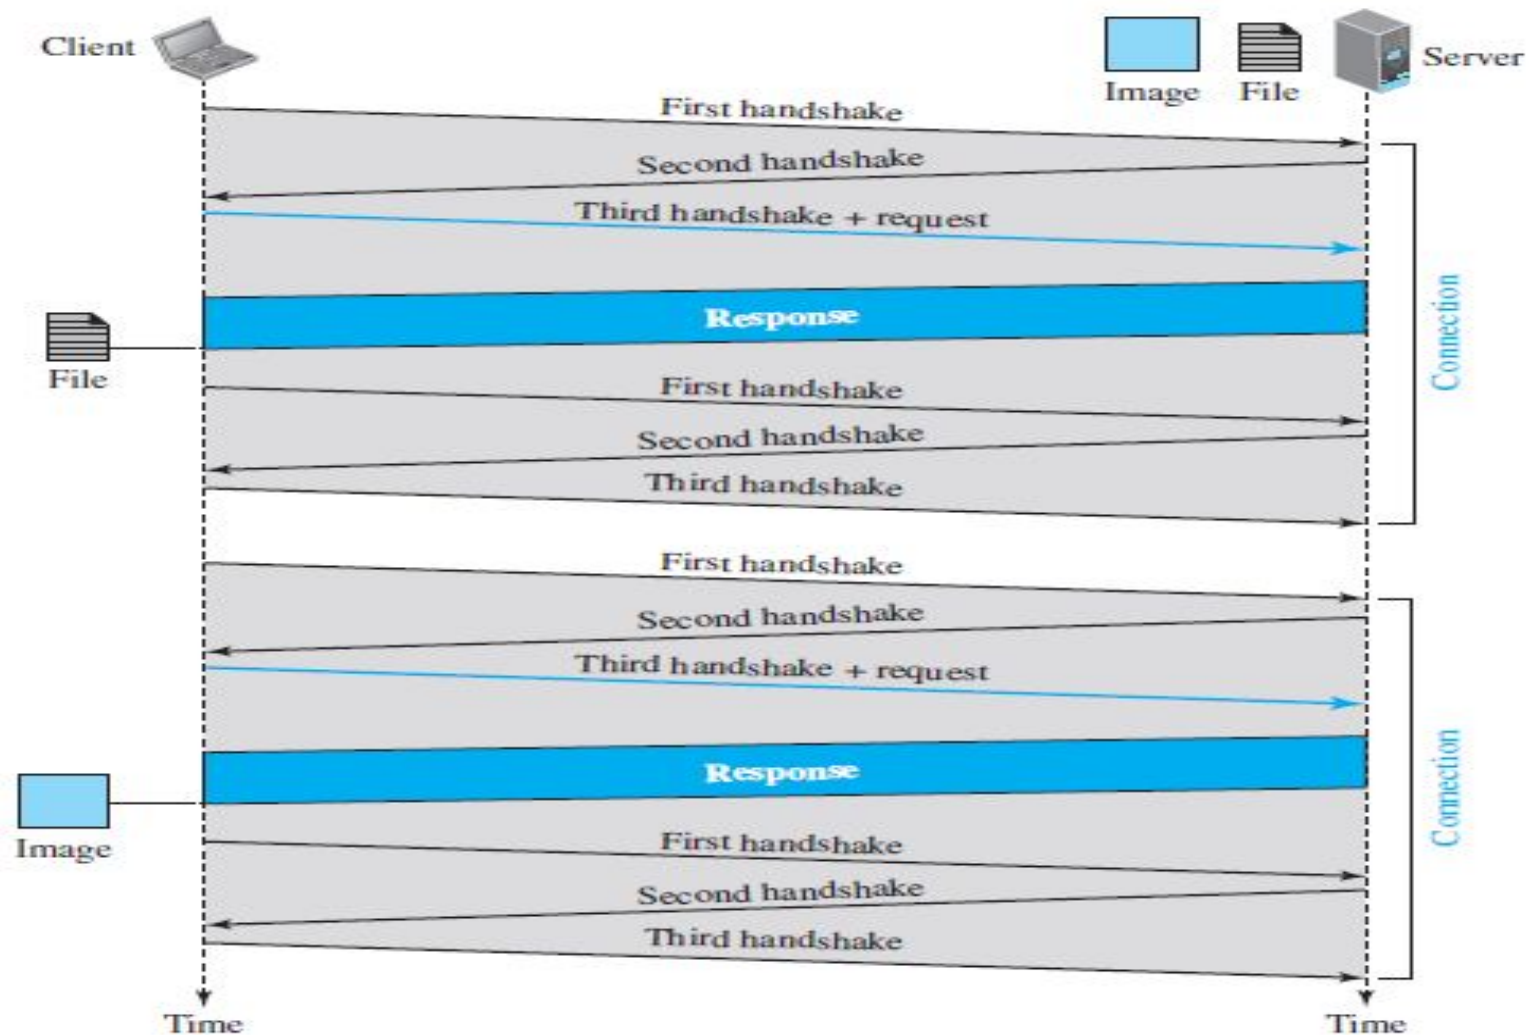 Client
Server
Image
File
First handshake
Second handshake
Third handshake + request
Response
File
First handshake
Second handshake
Third handshake
Connection
First handshake
Second handshake
Third handshake + request
Response
Image
First handshake
Second handshake
Third handshake
Connection
Time
Time